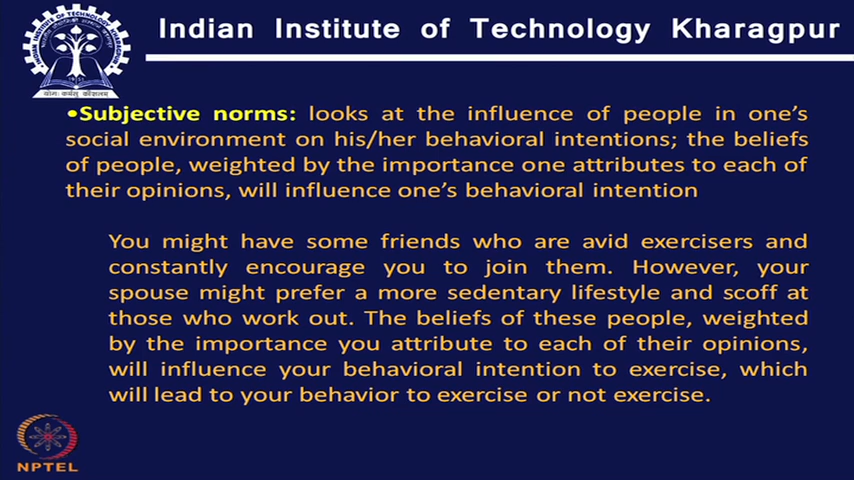 Indian Institute of Technology Kharagpur
•Subjective norms: looks at the influence of people in one's
social environment on his/her behavioral intentions; the beliefs
of people, weighted by the importance one attributes to each of
their opinions, will influence one's behavioral intention
You might have some friends who are avid exercisers and
constantly encourage you to join them. However, your
spouse might prefer a more sedentary lifestyle and scoff at
those who work out. The beliefs of these people, weighted
by the importance you attribute to each of their opinions,
will influence your behavioral intention to exercise, which
will lead to your behavior to exercise or not exercise.
NPTEL